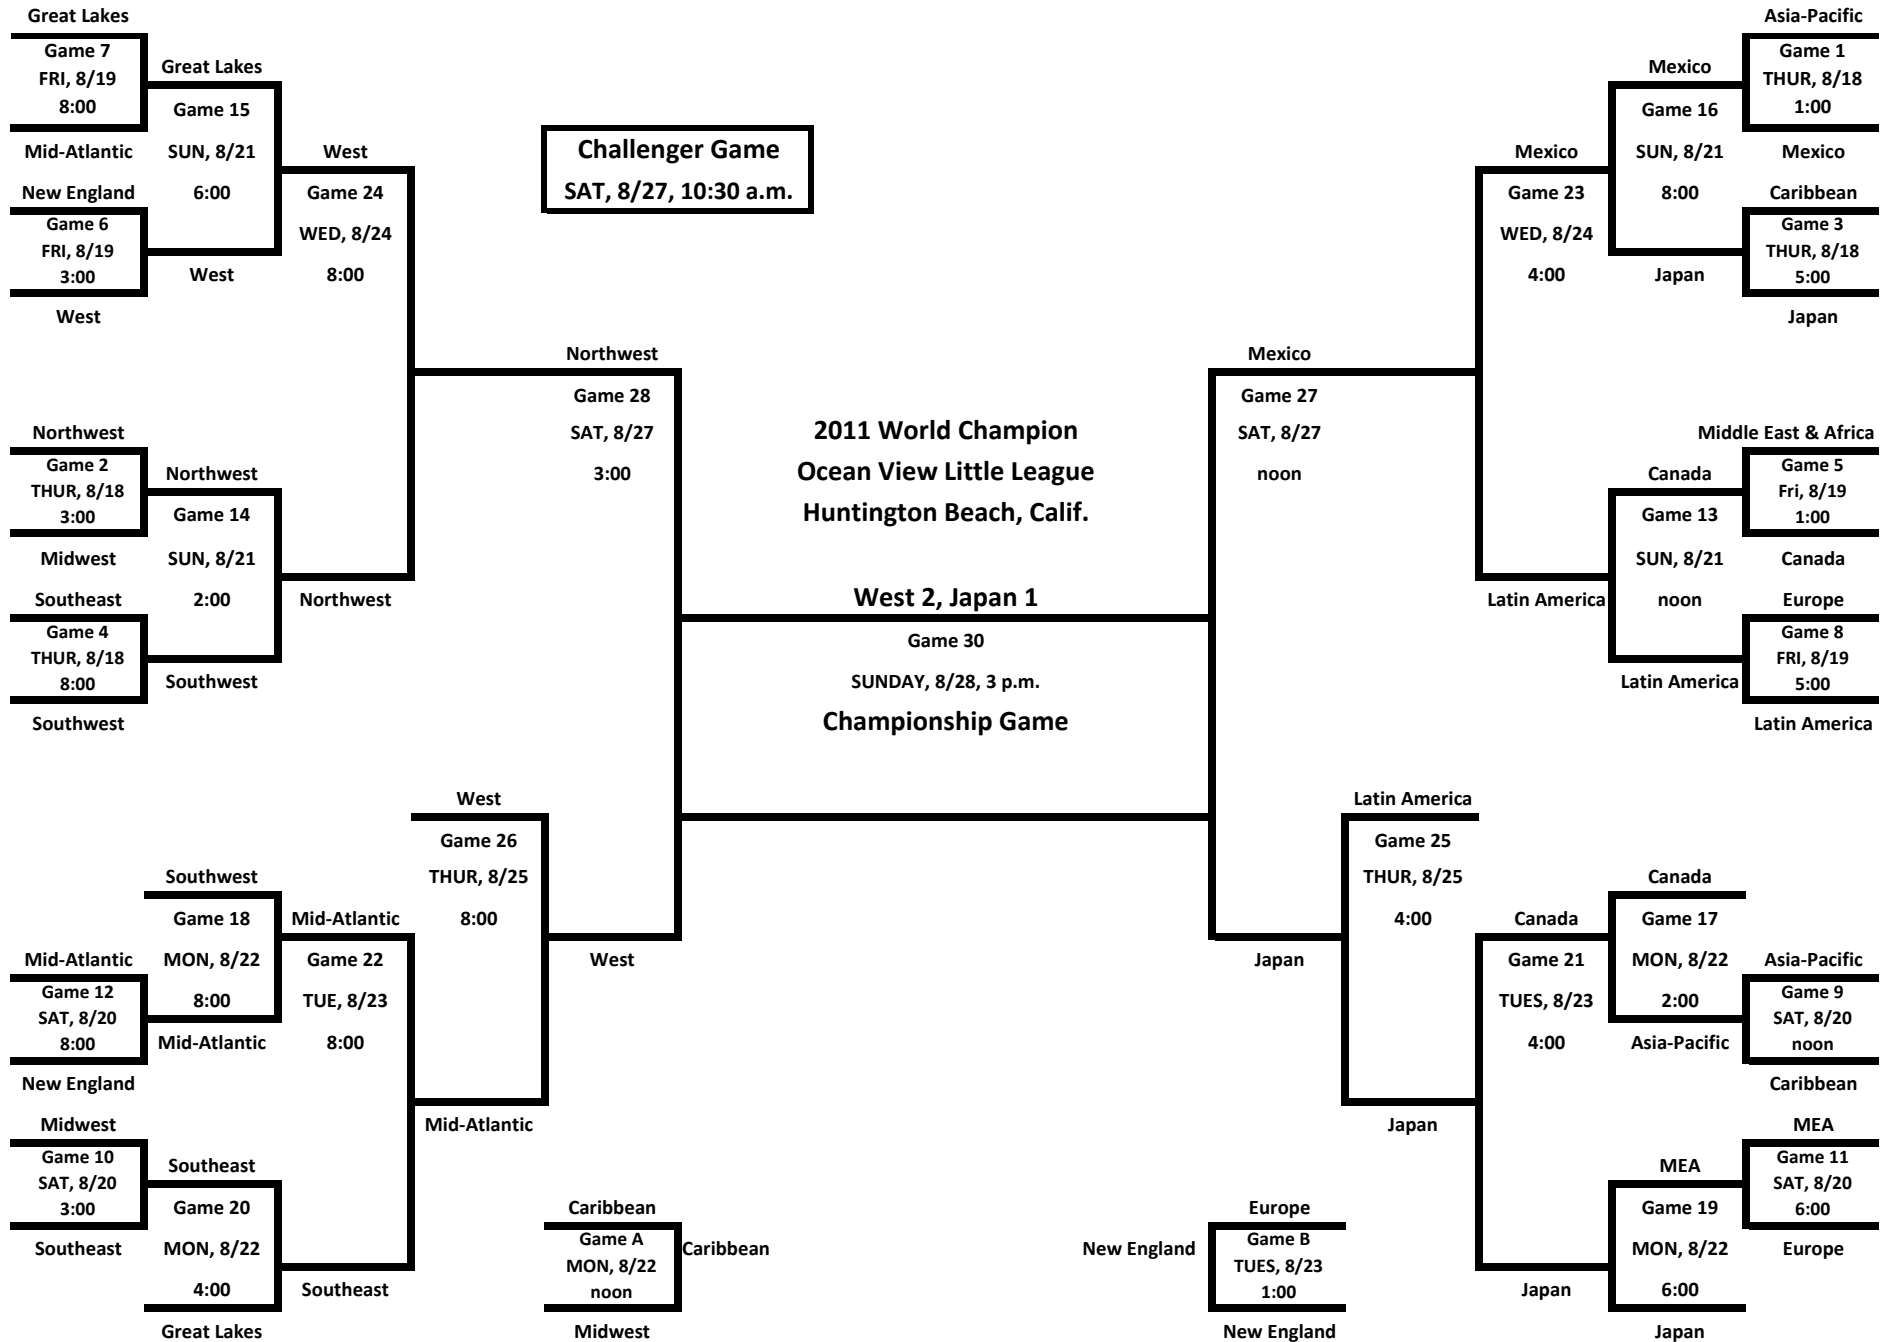 Great Lakes
Game 7
FRI, 8/19
8:00
Mid-Atlantic
New England
Game 6
FRI, 8/19
3:00
West
Great Lakes
Game 15
SUN, 8/21
6:00
West
West
Game 24
WED, 8/24
8:00
Northwest
Game 2
THUR, 8/18
3:00
Midwest
Southeast
Game 4
THUR, 8/18
8:00
Southwest
Northwest
Game 14
SUN, 8/21
2:00
Southwest
Northwest
Northwest
Game 28
SAT, 8/27
3:00
West
Game 26
THUR, 8/25
8:00
West
Southwest
Game 18
MON, 8/22
8:00
Mid-Atlantic
Mid-Atlantic
Game 12
SAT, 8/20
8:00
New England
Mid-Atlantic
Game 22
TUE, 8/23
8:00
Mid-Atlantic
Midwest
Game 10
SAT, 8/20
3:00
Southeast
Southeast
Game 20
MON, 8/22
4:00
Great Lakes
Southeast
Challenger Game
SAT, 8/27, 10:30 a.m.
2011 World Champion
Ocean View Little League
Huntington Beach, Calif.
West 2, Japan 1
Game 30
SUNDAY, 8/28, 3 p.m.
Championship Game
Caribbean
Game A
MON, 8/22
noon
Midwest
Caribbean
Europe
New England
Game B
TUES, 8/23
1:00
New England
Mexico
Game 27
SAT, 8/27
noon
Japan
Mexico
Game 23
WED, 8/24
4:00
Latin America
Mexico
Game 16
SUN, 8/21
8:00
Japan
Asia-Pacific
Game 1
THUR, 8/18
1:00
Mexico
Caribbean
Game 3
THUR, 8/18
5:00
Japan
Canada
Game 13
SUN, 8/21
noon
Latin America
Middle East & Africa
Game 5
Fri, 8/19
1:00
Canada
Europe
Game 8
FRI, 8/19
5:00
Latin America
Latin America
Game 25
THUR, 8/25
4:00
Japan
Canada
Game 21
TUES, 8/23
4:00
Japan
Canada
Game 17
MON, 8/22
2:00
Asia-Pacific
Asia-Pacific
Game 9
SAT, 8/20
noon
Caribbean
MEA
Game 19
MON, 8/22
6:00
Japan
MEA
Game 11
SAT, 8/20
6:00
Europe